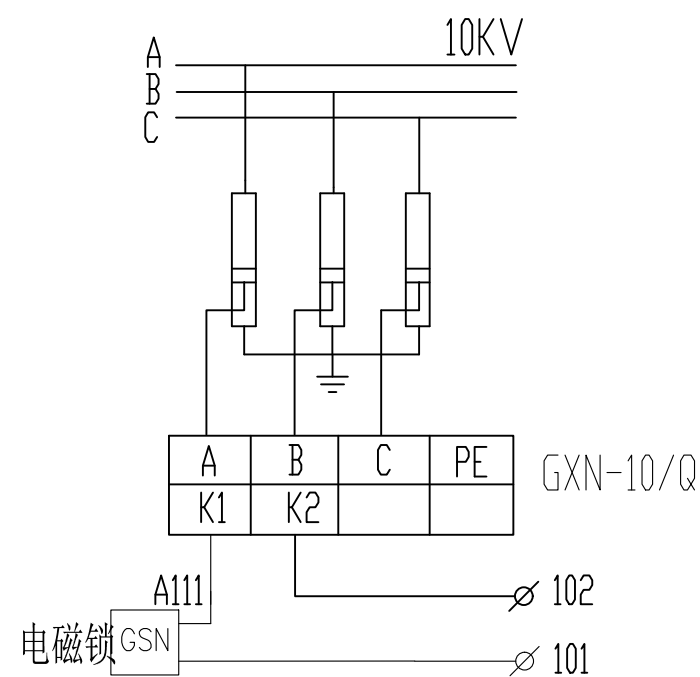 10KV
A
B
C
A B C PE
K1 K2
GXN-10/Q
A111
102
电磁锁 GSN
101